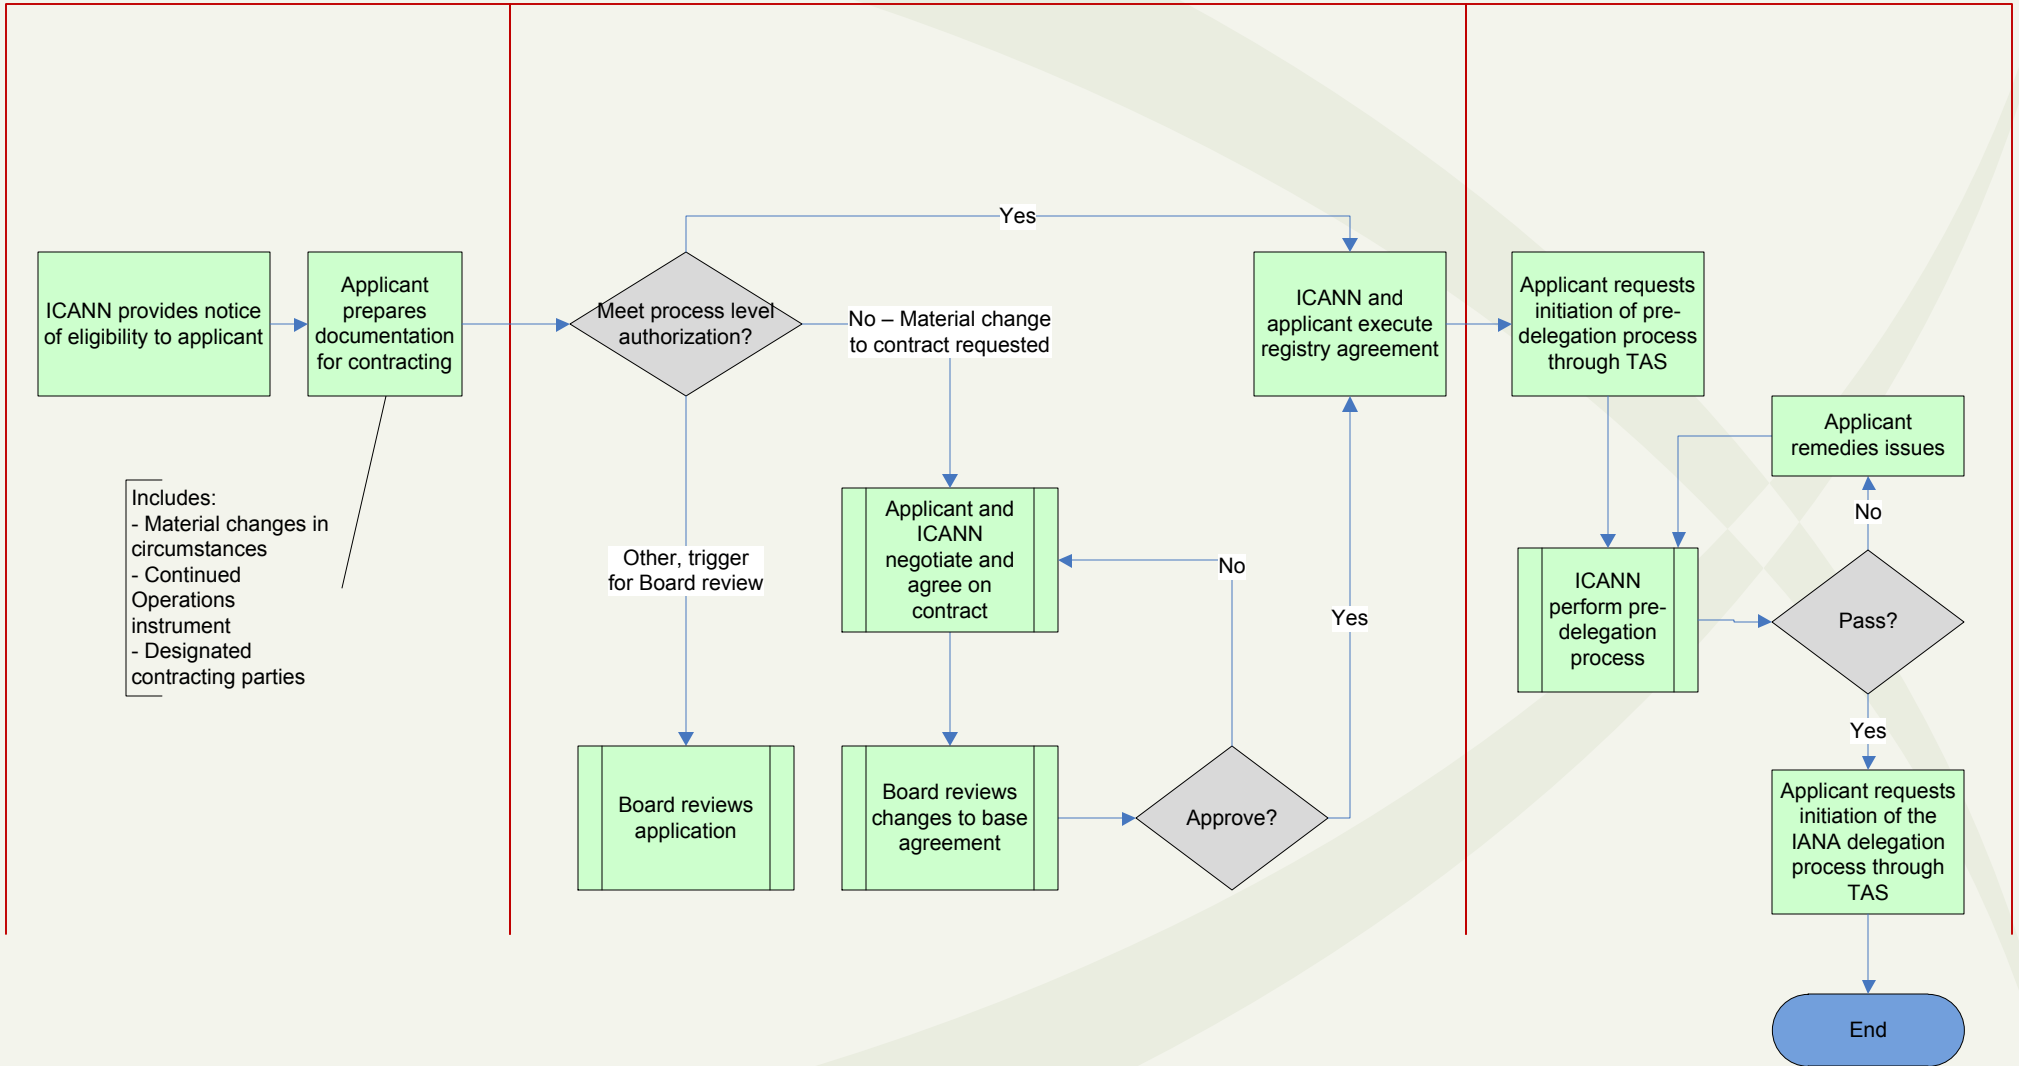 ICANN provides notice
of eligibility to applicant
Applicant
prepares
documentation
for contracting
Includes:
- Material changes in
circumstances
- Continued
Operations
instrument
- Designated
contracting parties
Meet process level
authorization?
Yes
No – Material change
to contract requested
Other, trigger
for Board review
Board reviews
application
Applicant and
ICANN
negotiate and
agree on
contract
Board reviews
changes to base
agreement
Approve?
No
Yes
ICANN and
applicant execute
registry agreement
Applicant requests
initiation of pre-
delegation process
through TAS
ICANN
perform pre-
delegation
process
Pass?
No
Applicant
remedies issues
Yes
Applicant requests
initiation of the
IANA delegation
process through
TAS
End